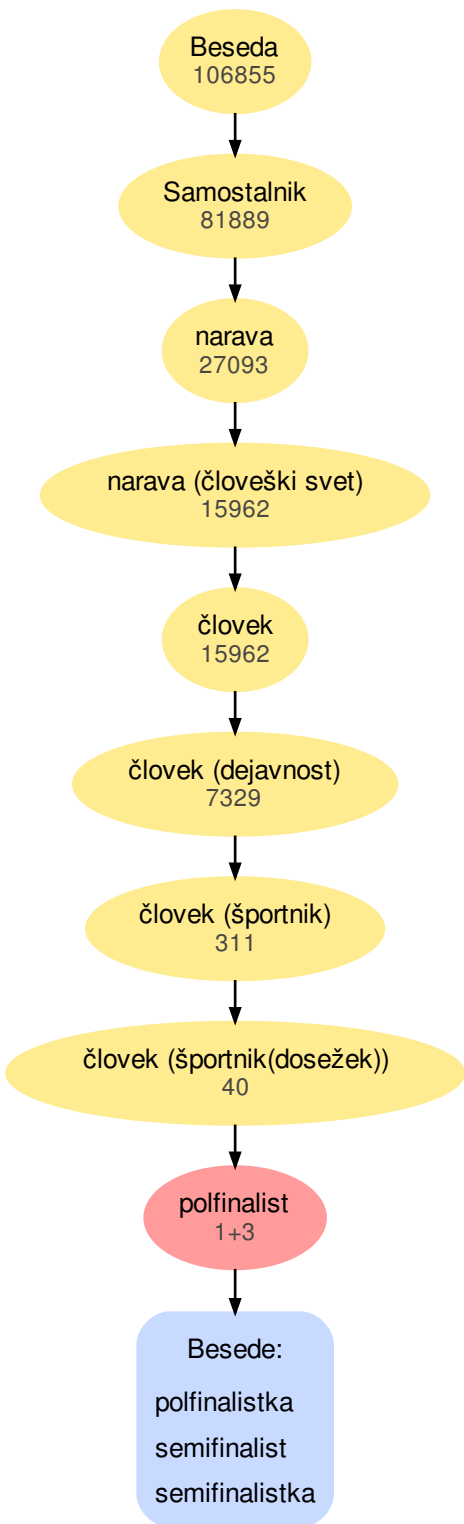 Beseda
106855
Samostalnik
81889
narava
27093
narava (človeški svet)
15962
človek
15962
človek (dejavnost)
7329
človek (športnik)
311
človek (športnik(dosežek))
40
polfinalist
1+3
Besede:
polfinalistka
semifinalist
semifinalistka